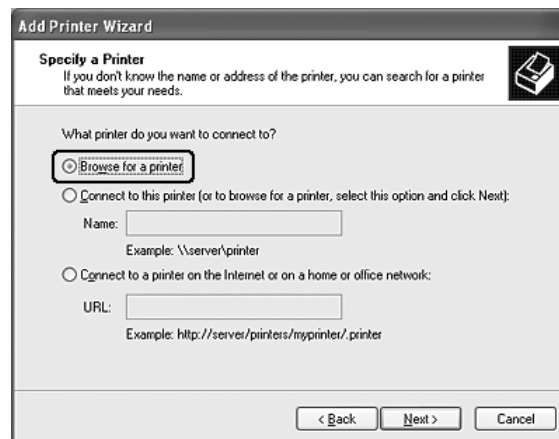 Add Printer Wizard
Specify a Printer
If you don't know the name or address of the printer, you can search for a printer
that meets your needs.
What printer do you want to connect to?
Browse for a printer
Connect to this printer (or to browse for a printer, select this option and click Next):
Name:
Example: \\server\printer
Connect to a printer on the Internet or on a home or office network:
URL:
Example: http://server/printers/myprinter/.printer
< Back Next > Cancel